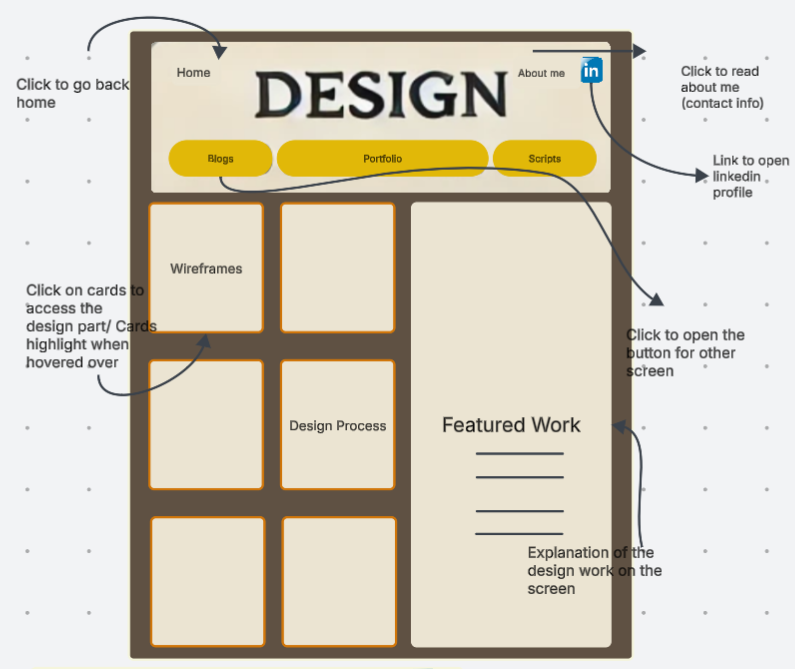 Home
DESIGN
About me
in
Click to go back
home
Click to read
about me
(contact info)
Blogs
Portfolio
Scripts
Link to open
linkedin
profile
Wireframes
Click on cards to
access the
design part/ Cards
highlight when
hovered over
Click to open the
button for other
screen
Design Process
Featured Work
Explanation of the
design work on the
screen